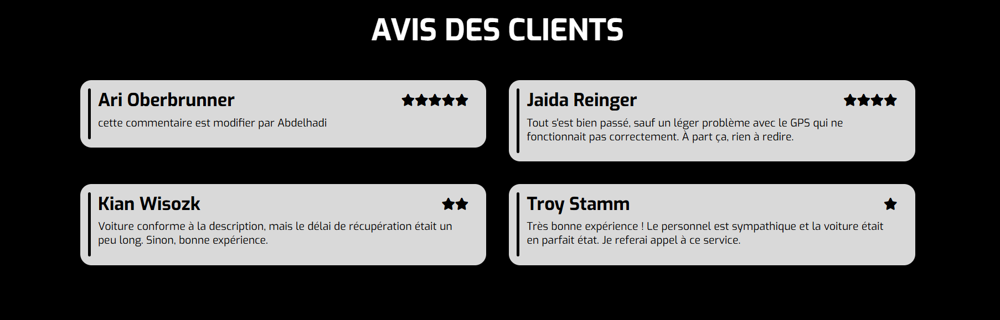 AVIS DES CLIENTS
Ari Oberbrunner
cette commentaire est modifier par Abdelhadi
Jaida Reinger
Tout s'est bien passé, sauf un léger problème avec le GPS qui ne
fonctionnait pas correctement. À part ça, rien à redire.
Kian Wisozk
Voiture conforme à la description, mais le délai de récupération était un
peu long. Sinon, bonne expérience.
Troy Stamm
Très bonne expérience ! Le personnel est sympathique et la voiture était
en parfait état. Je referai appel à ce service.